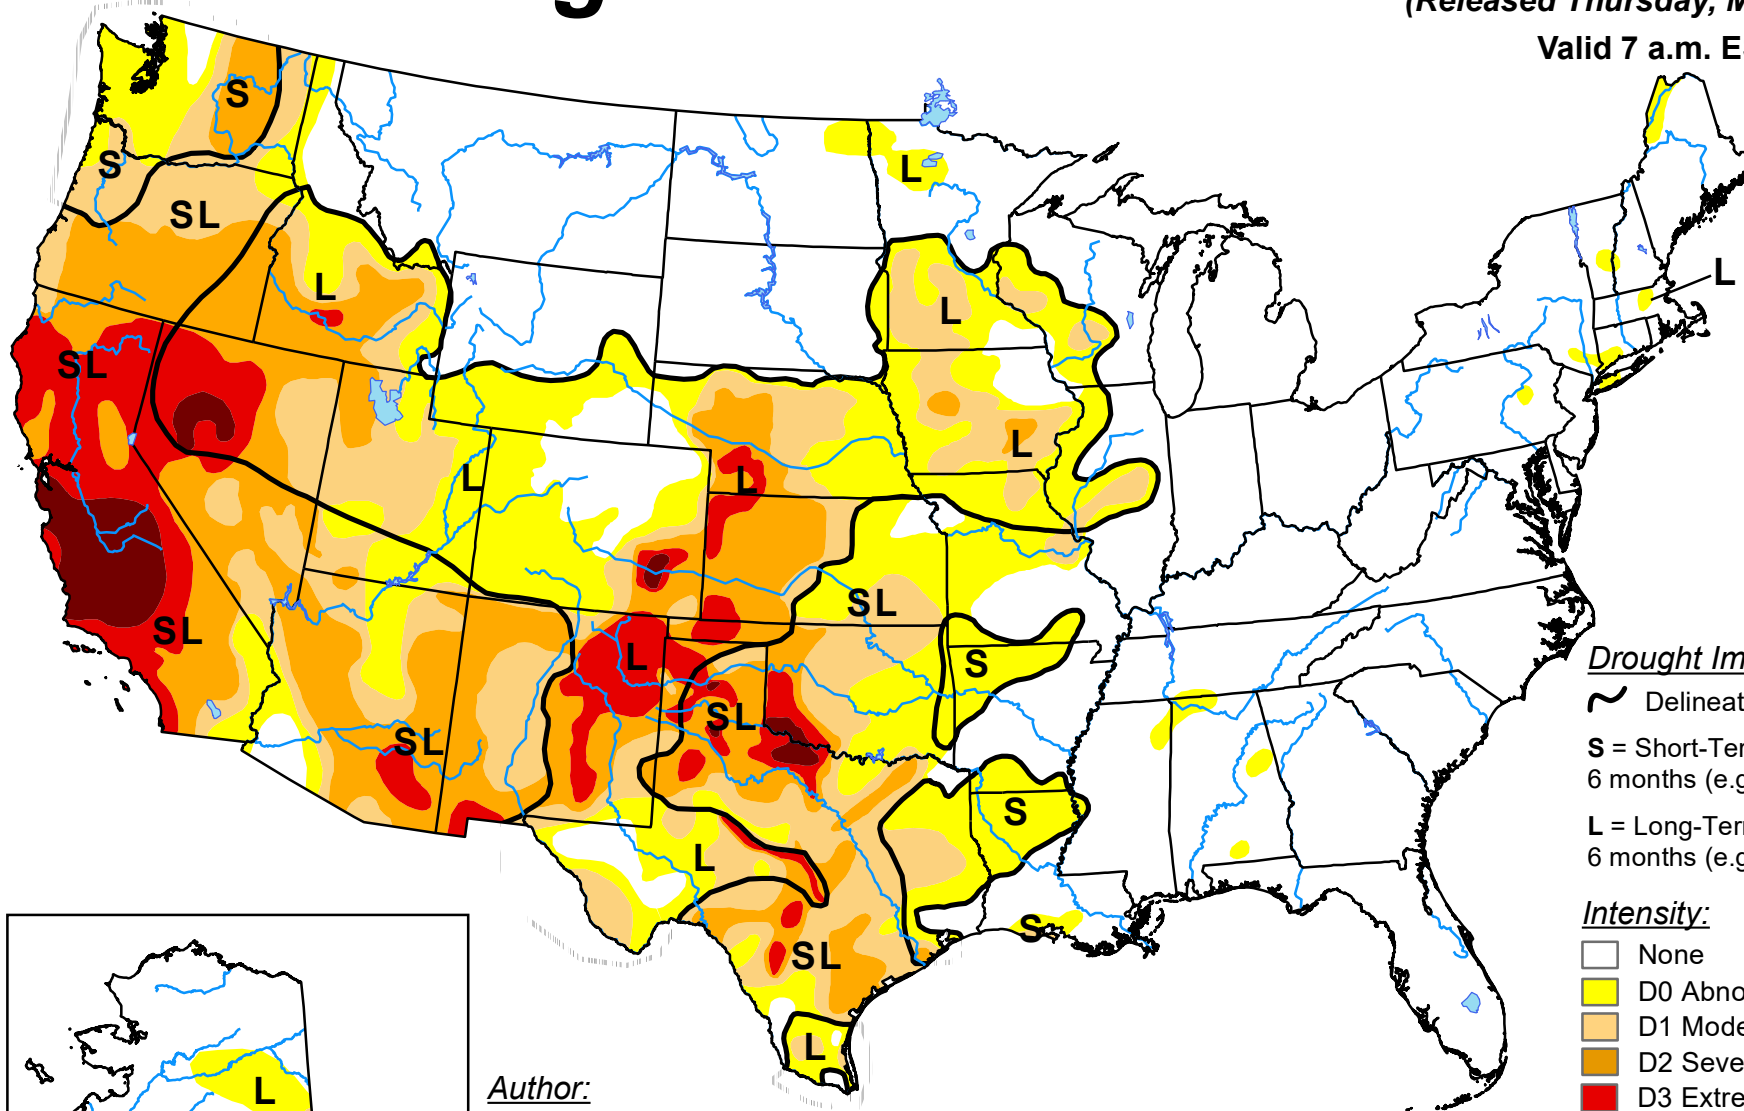 g
(Released Thursday, M
Valid 7 a.m. E
S
S
SL
L
L
L
L
SL
L
L
L
SL
SL
S
L
SL
SL
S
L
S
SL
L
L
Drought Im
Delineat
S = Short-Ter
6 months (e.g
L = Long-Terr
6 months (e.g
Intensity:
None
D0 Abno
D1 Mode
D2 Seve
D3 Extre
Author: